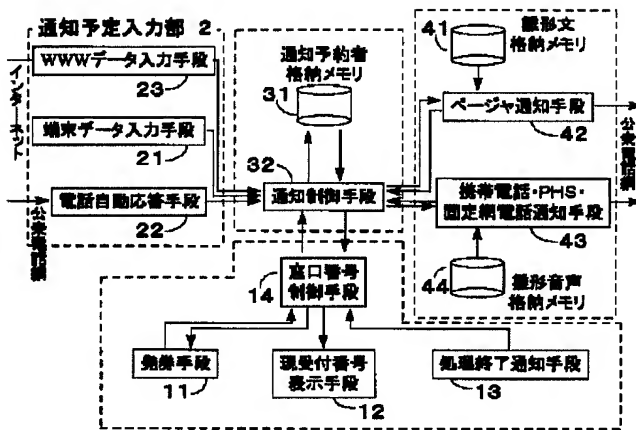 通知予定入力部 2
インターネット
WWWデータ入力手段
23
端末データ入力手段
21
公衆電話網
電話自動応答手段
22
通知予約者
格納メモリ
31
32
通知制御手段
41
雛形文
格納メモリ
ページャ通知手段
42
公衆電話網
携帯電話・PHS・
固定網電話通知手段
43
44
雛形音声
格納メモリ
14
窓口番号
制御手段
発券手段
11
現受付番号
表示手段
12
処理終了通知手段
13